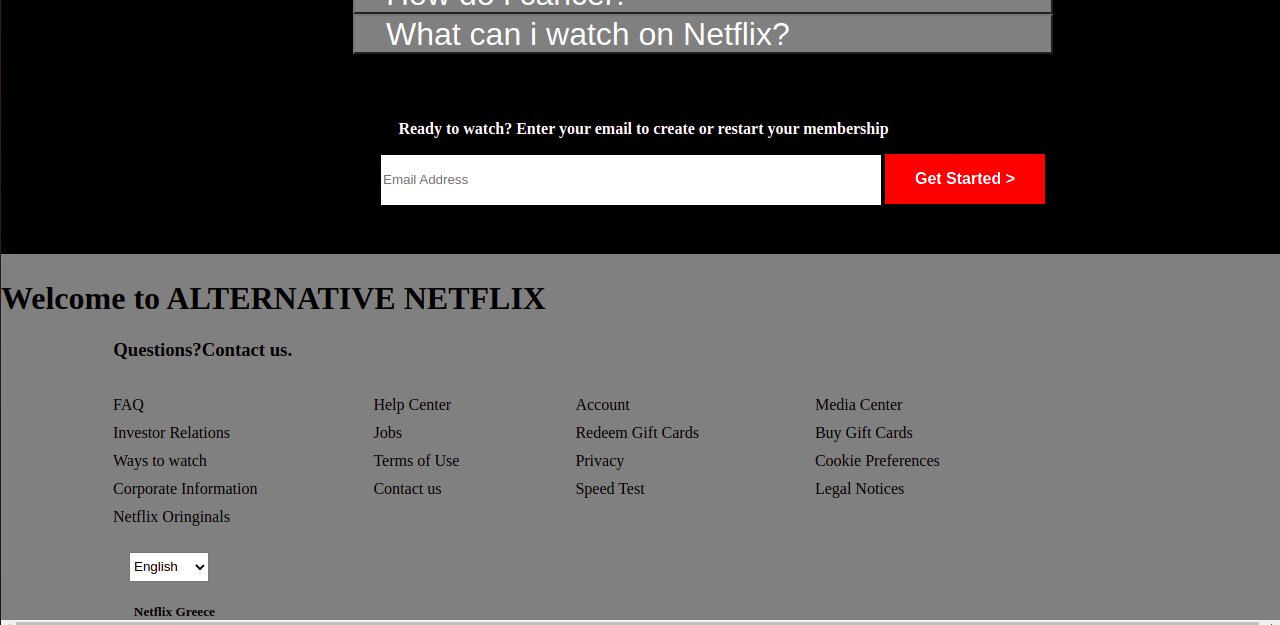 How do i cancel?
What can i watch on Netflix?
Ready to watch? Enter your email to create or restart your membership
Email Address
Get Started >
Welcome to ALTERNATIVE NETFLIX
Questions?Contact us.
FAQ Help Center Account Media Center
Investor Relations Jobs Redeem Gift Cards Buy Gift Cards
Ways to watch Terms of Use Privacy Cookie Preferences
Corporate Information Contact us Speed Test Legal Notices
Netflix Oringinals
English
Netflix Greece